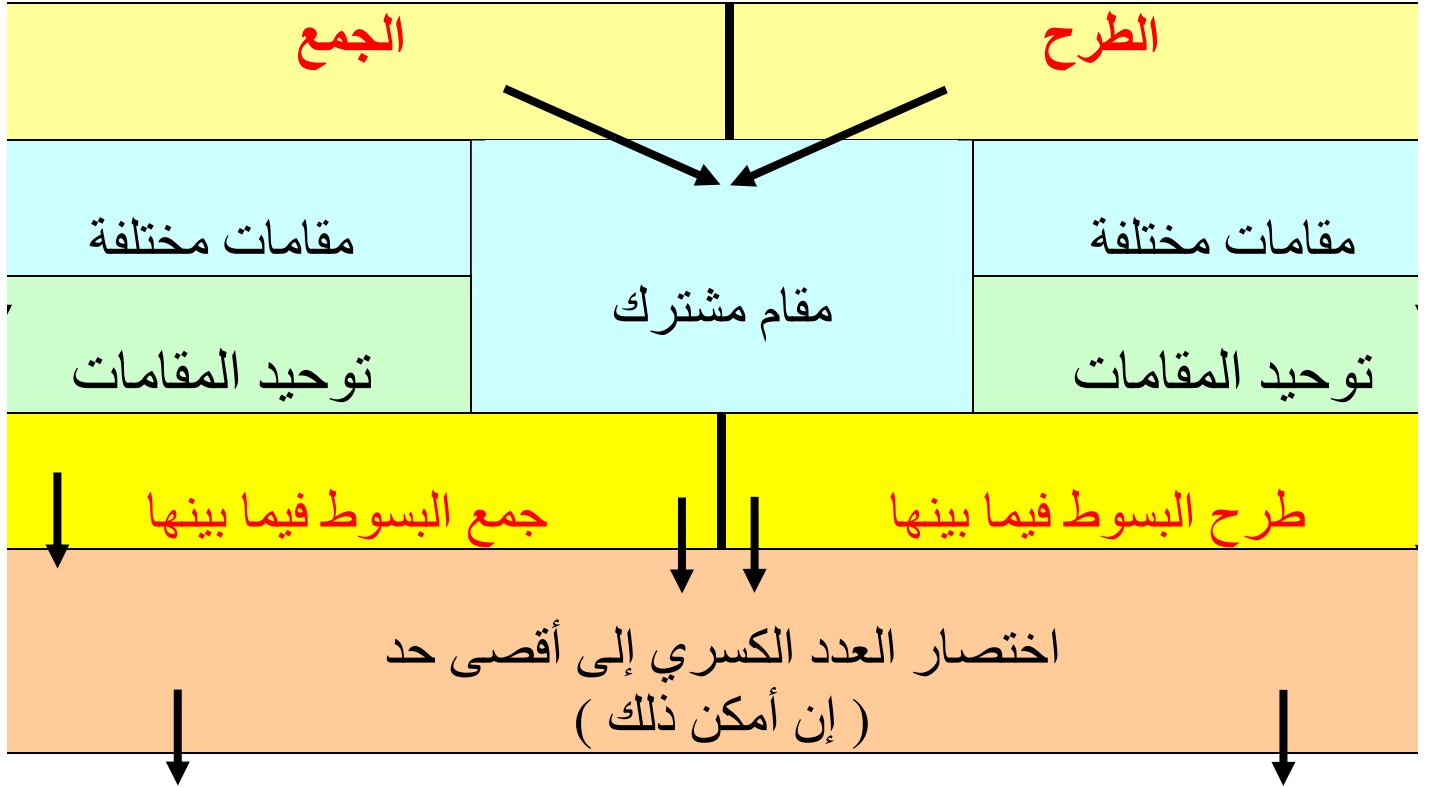 الطرح
الجمع
مقامات مختلفة
مقام مشترك
مقامات مختلفة
توحيد المقامات
توحيد المقامات
طرح البسوط فيما بينها
جمع البسوط فيما بينها
اختصار العدد الكسري إلى أقصى حد
( إن أمكن ذلك )